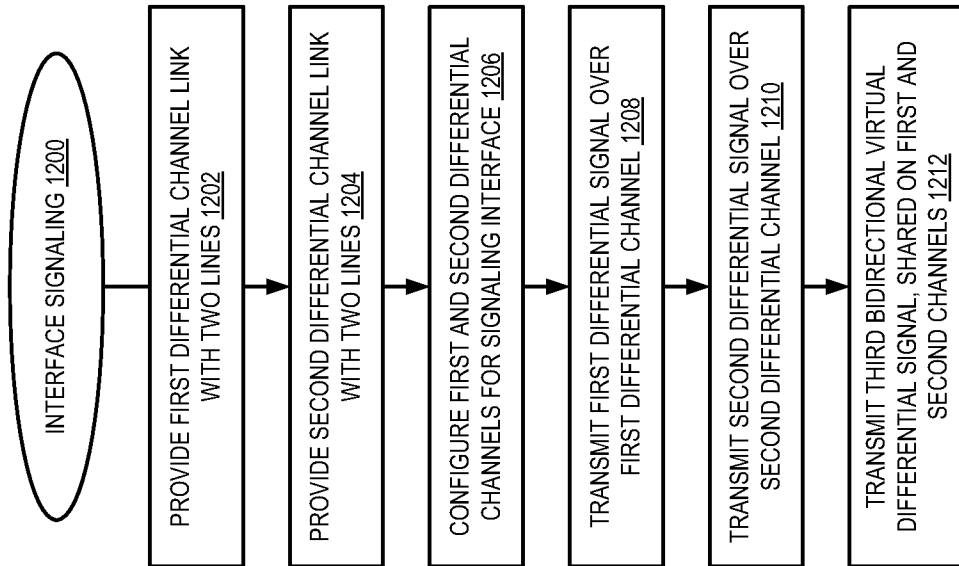 INTERFACE SIGNALING 1200
PROVIDE FIRST DIFFERENTIAL CHANNEL LINK
WITH TWO LINES 1202
PROVIDE SECOND DIFFERENTIAL CHANNEL LINK
WITH TWO LINES 1204
CONFIGURE FIRST AND SECOND DIFFERENTIAL
CHANNELS FOR SIGNALING INTERFACE 1206
TRANSMIT FIRST DIFFERENTIAL SIGNAL OVER
FIRST DIFFERENTIAL CHANNEL 1208
TRANSMIT SECOND DIFFERENTIAL SIGNAL OVER
SECOND DIFFERENTIAL CHANNEL 1210
TRANSMIT THIRD BIDIRECTIONAL VIRTUAL
DIFFERENTIAL SIGNAL, SHARED ON FIRST AND
SECOND CHANNELS 1212